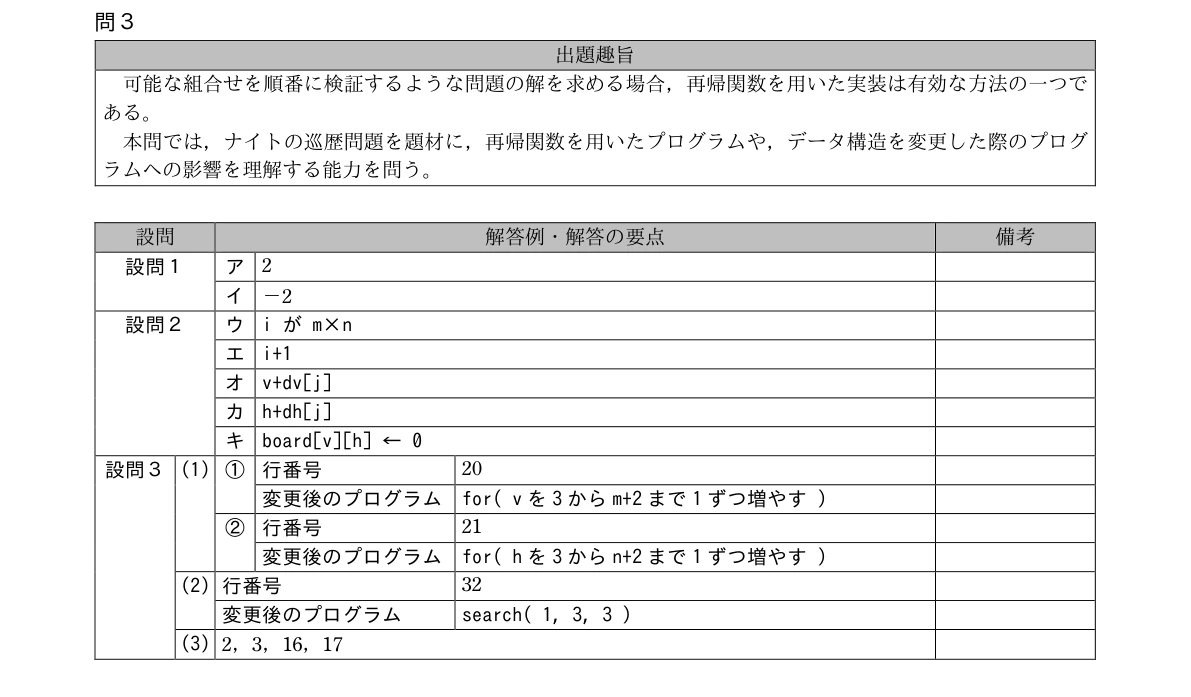 問３
出題趣旨
可能な組合せを順番に検証するような問題の解を求める場合，再帰関数を用いた実装は有効な方法の一つで
ある。
本問では，ナイトの巡歴問題を題材に，再帰関数を用いたプログラムや，データ構造を変更した際のプログ
ラムへの影響を理解する能力を問う。
設問 解答例・解答の要点 備考
設問１ ア 2
イ －2
設問２ ウ i が m×n
エ i+1
オ v+dv[j]
カ h+dh[j]
キ board[v][h] ← 0
設問３ (1) ① 行番号 20
変更後のプログラム for( v を 3 から m+2 まで 1 ずつ増やす )
② 行番号 21
変更後のプログラム for( h を 3 から n+2 まで 1 ずつ増やす )
(2) 行番号 32
変更後のプログラム search( 1, 3, 3 )
(3) 2，3，16，17